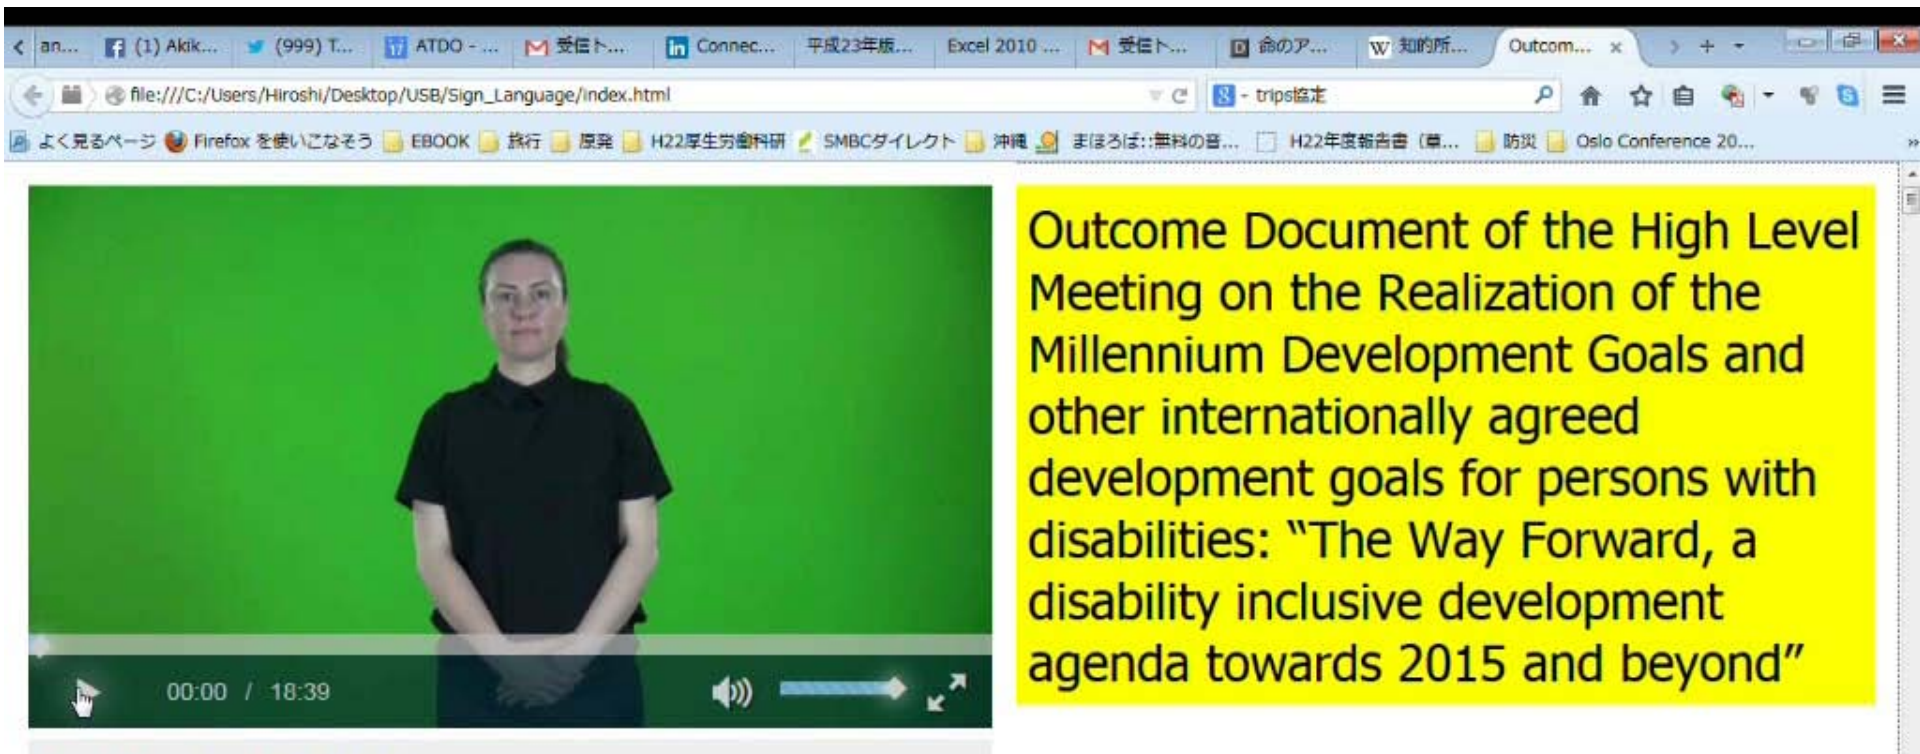 an... (1) Akik... (999) T... ATDO - ... 受信ト... Connec... 平成23年版... Excel 2010 ... 受信ト... 命のア... 知的所... Outcom...
file:///C:/Users/Hiroshi/Desktop/USB/Sign_Language/index.html - trips協定
よく見るページ Firefox を使いこなそう EBOOK 旅行 原発 H22厚生労働科研 SMBCダイレクト 沖縄 まほろば::無料の音... H22年度報告書（草... 防災 Oslo Conference 20...
Outcome Document of the High Level
Meeting on the Realization of the
Millennium Development Goals and
other internationally agreed
development goals for persons with
disabilities: “The Way Forward, a
disability inclusive development
agenda towards 2015 and beyond”
00:00 / 18:39